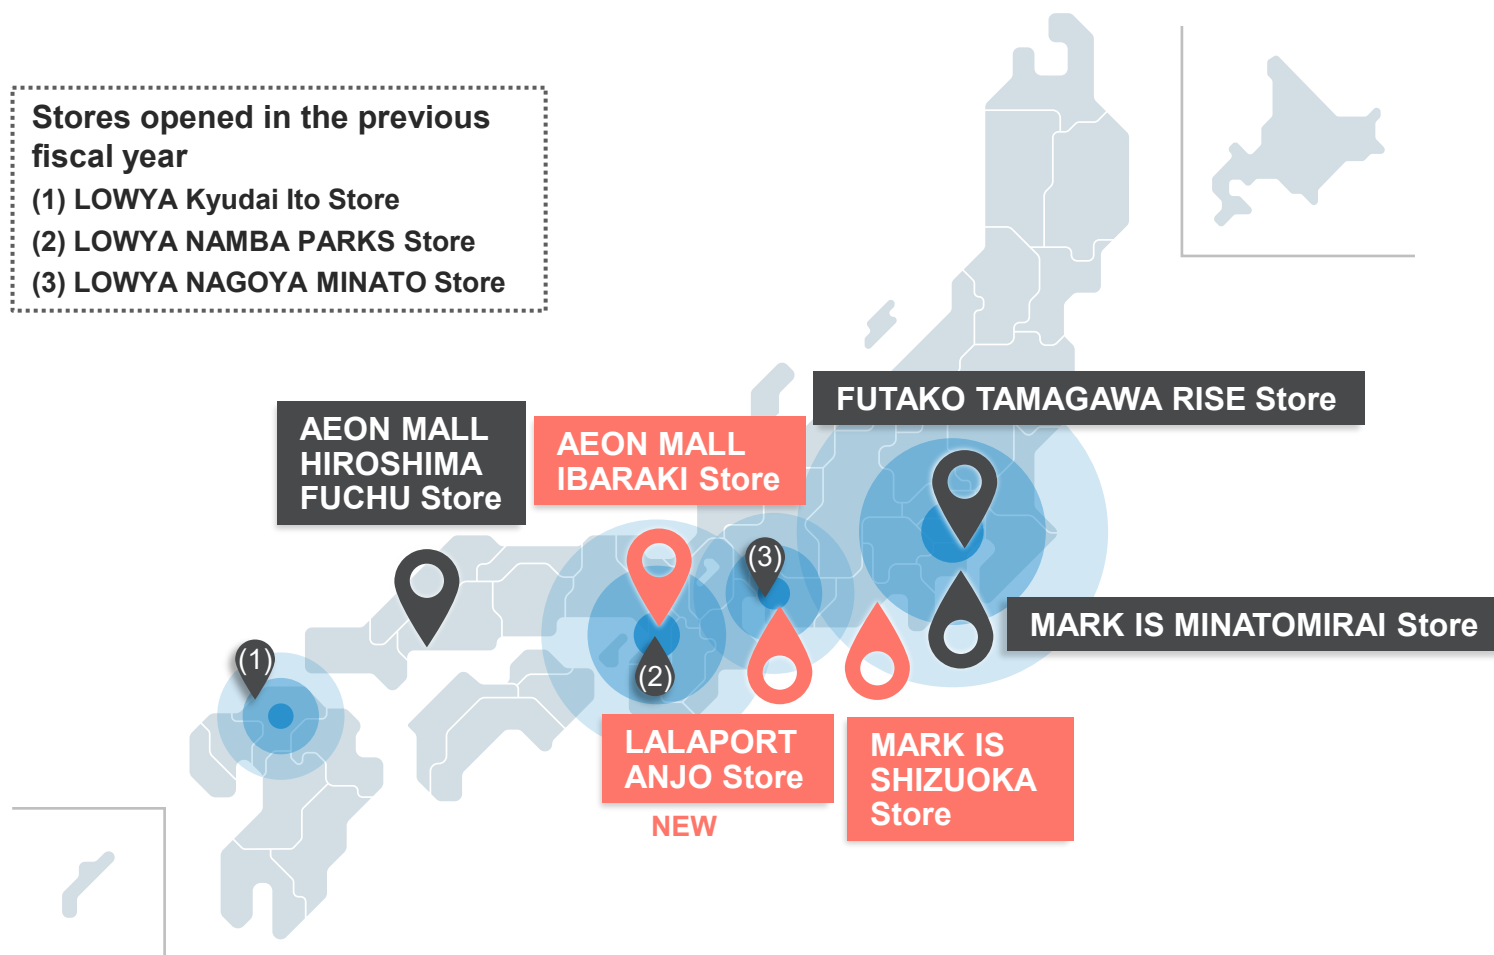 Stores opened in the previous
fiscal year
(1) LOWYA Kyudai Ito Store
(2) LOWYA NAMBA PARKS Store
(3) LOWYA NAGOYA MINATO Store
FUTAKO TAMAGAWA RISE Store
AEON MALL
HIROSHIMA
FUCHU Store
AEON MALL
IBARAKI Store
(3)
MARK IS MINATOMIRAI Store
(1)
(2)
LALAPORT
ANJO Store
NEW
MARK IS
SHIZUOKA
Store